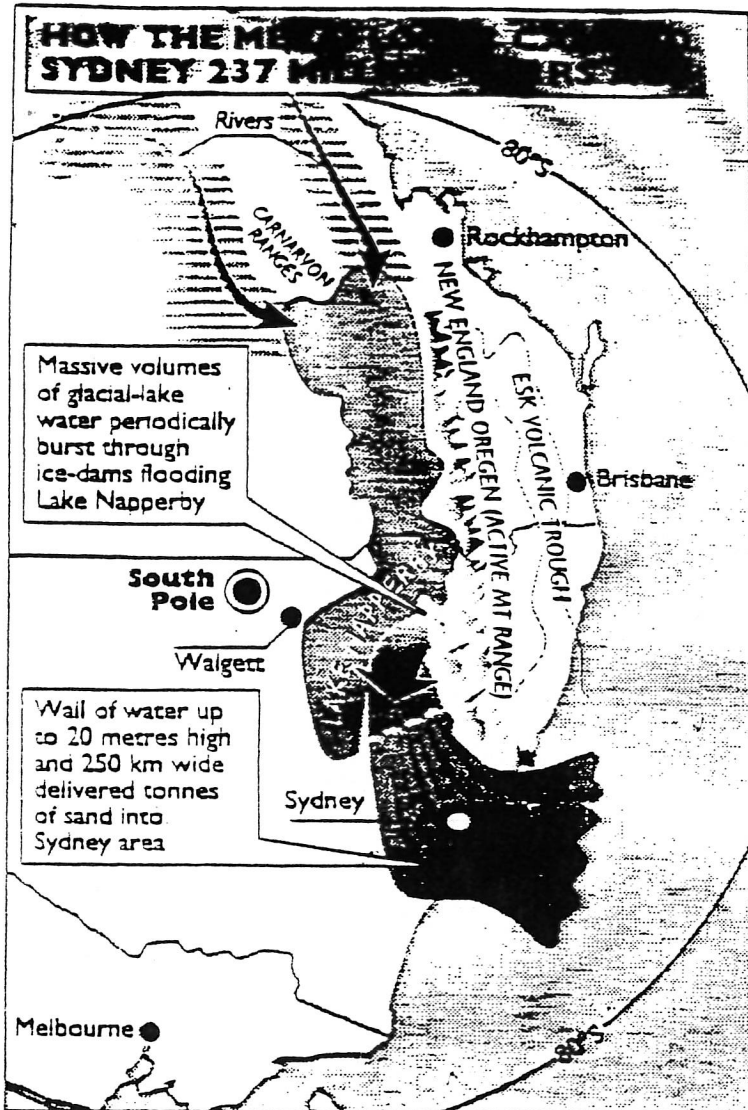 HOW THE
SYDNEY 237
Rivers
80°S
CARNARVON
RANGES
Rockhampton
NEW ENGLAND OREGEN (ACTIVE MT RANGE)
ESK VOLCANIC TROUGH
Massive volumes
of glacial-lake
water periodically
burst through
ice-dams flooding
Lake Napperby
Brisbane
South
Pole
Walgett
Wall of water up
to 20 metres high
and 250 km wide
delivered tonnes
of sand into
Sydney area
Sydney
Melbourne
80°S